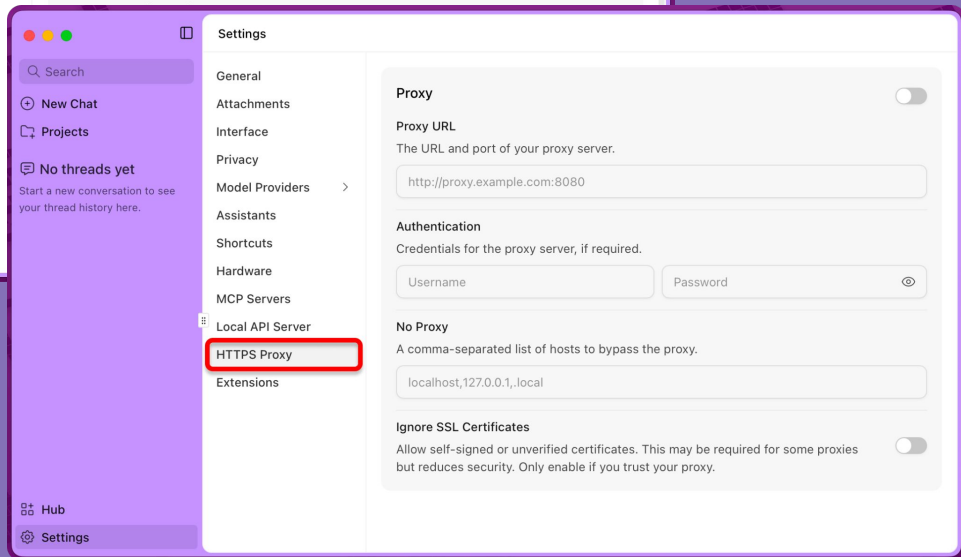 Settings
Search
New Chat
Projects
No threads yet
Start a new conversation to see
your thread history here.
Hub
Settings
General
Attachments
Interface
Privacy
Model Providers
Assistants
Shortcuts
Hardware
MCP Servers
Local API Server
HTTPS Proxy
Extensions
Proxy
Proxy URL
The URL and port of your proxy server.
http://proxy.example.com:8080
Authentication
Credentials for the proxy server, if required.
Username
Password
No Proxy
A comma-separated list of hosts to bypass the proxy.
localhost,127.0.0.1,.local
Ignore SSL Certificates
Allow self-signed or unverified certificates. This may be required for some proxies
but reduces security. Only enable if you trust your proxy.